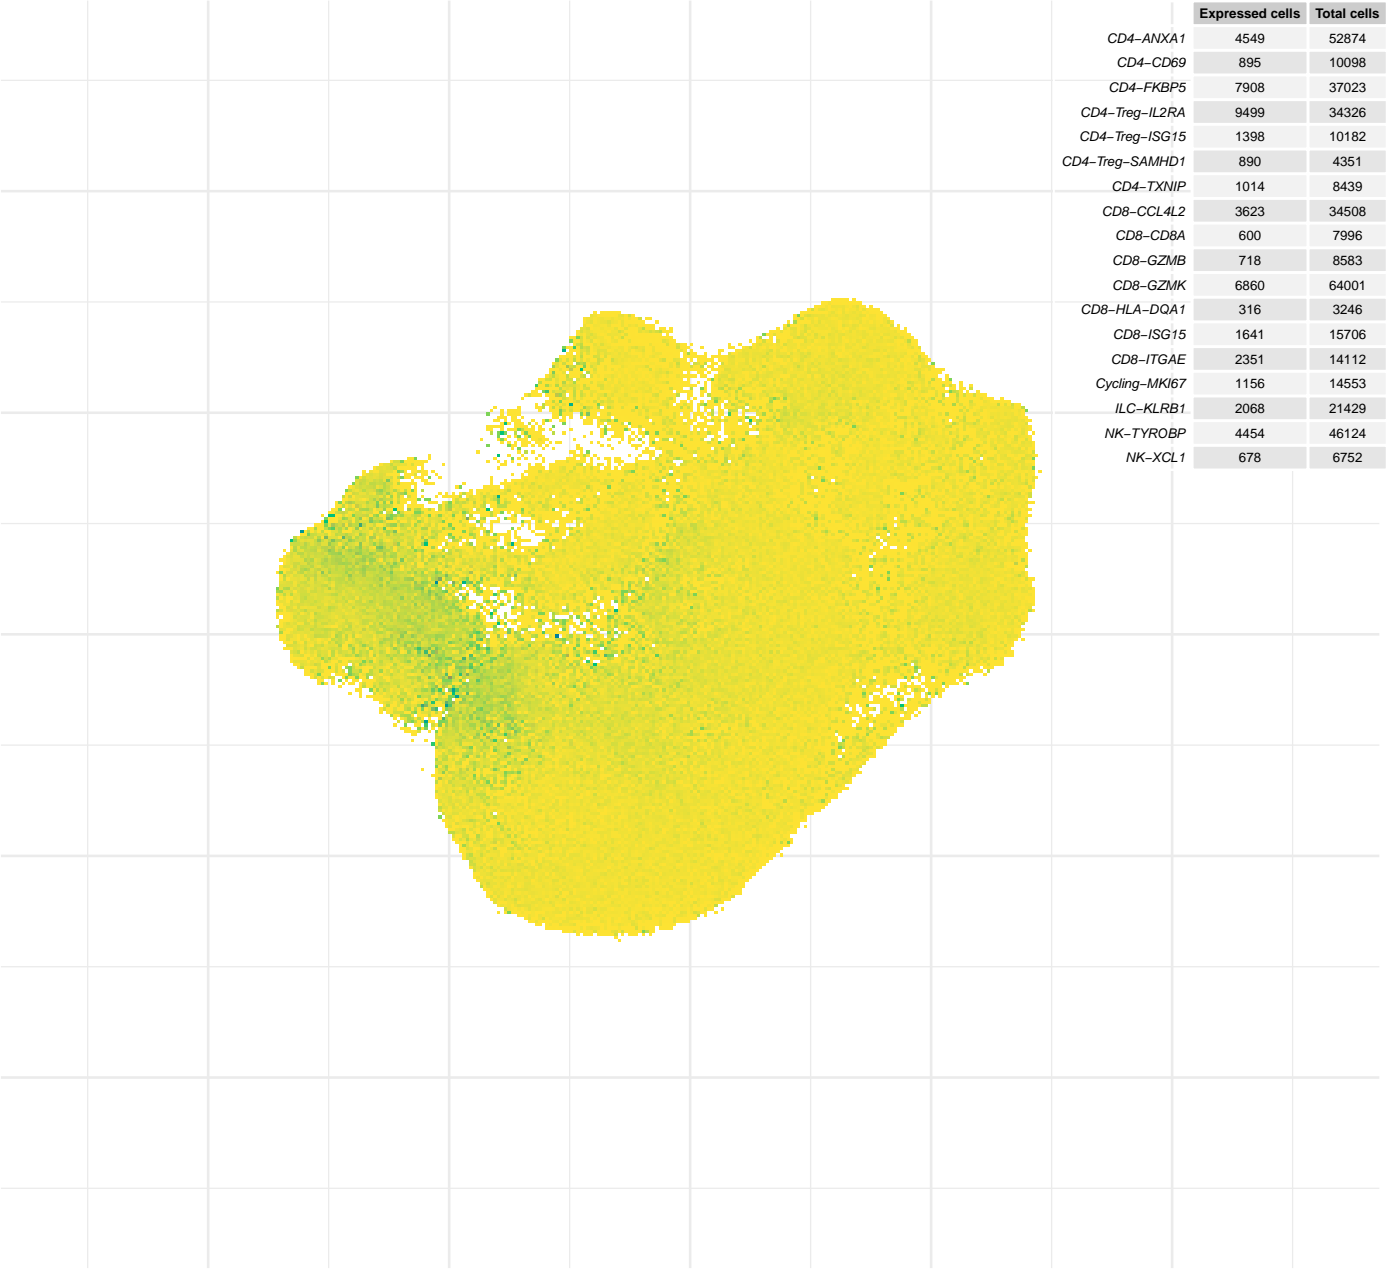 Expressed cells Total cells
CD4−ANXA1 4549 52874
CD4−CD69 895 10098
CD4−FKBP5 7908 37023
CD4−Treg−IL2RA 9499 34326
CD4−Treg−ISG15 1398 10182
CD4−Treg−SAMHD1 890 4351
CD4−TXNIP 1014 8439
CD8−CCL4L2 3623 34508
CD8−CD8A 600 7996
CD8−GZMB 718 8583
CD8−GZMK 6860 64001
CD8−HLA−DQA1 316 3246
CD8−ISG15 1641 15706
CD8−ITGAE 2351 14112
Cycling−MKI67 1156 14553
ILC−KLRB1 2068 21429
NK−TYROBP 4454 46124
NK−XCL1 678 6752